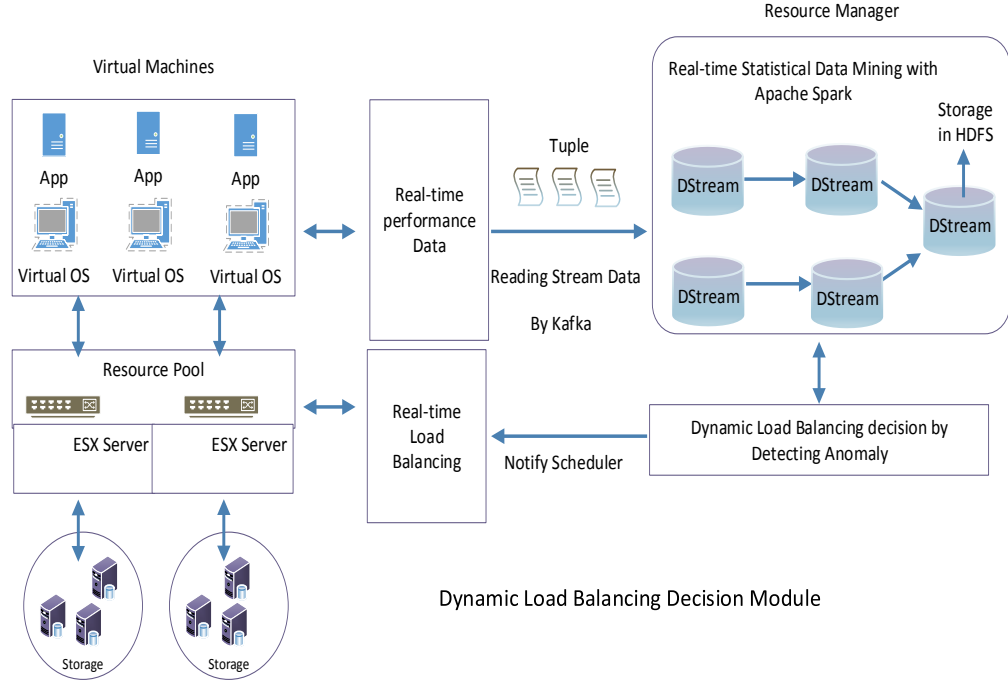 Resource Manager
Virtual Machines
Real-time Statistical Data Mining with
Apache Spark
Storage
in HDFS
App
App
App
Virtual OS
Virtual OS
Virtual OS
Real-time
performance
Data
Tuple
Reading Stream Data
By Kafka
DStream
DStream
DStream
DStream
DStream
Resource Pool
ESX Server
ESX Server
Real-time
Load
Balancing
Notify Scheduler
Dynamic Load Balancing decision by
Detecting Anomaly
Storage
Storage
Dynamic Load Balancing Decision Module